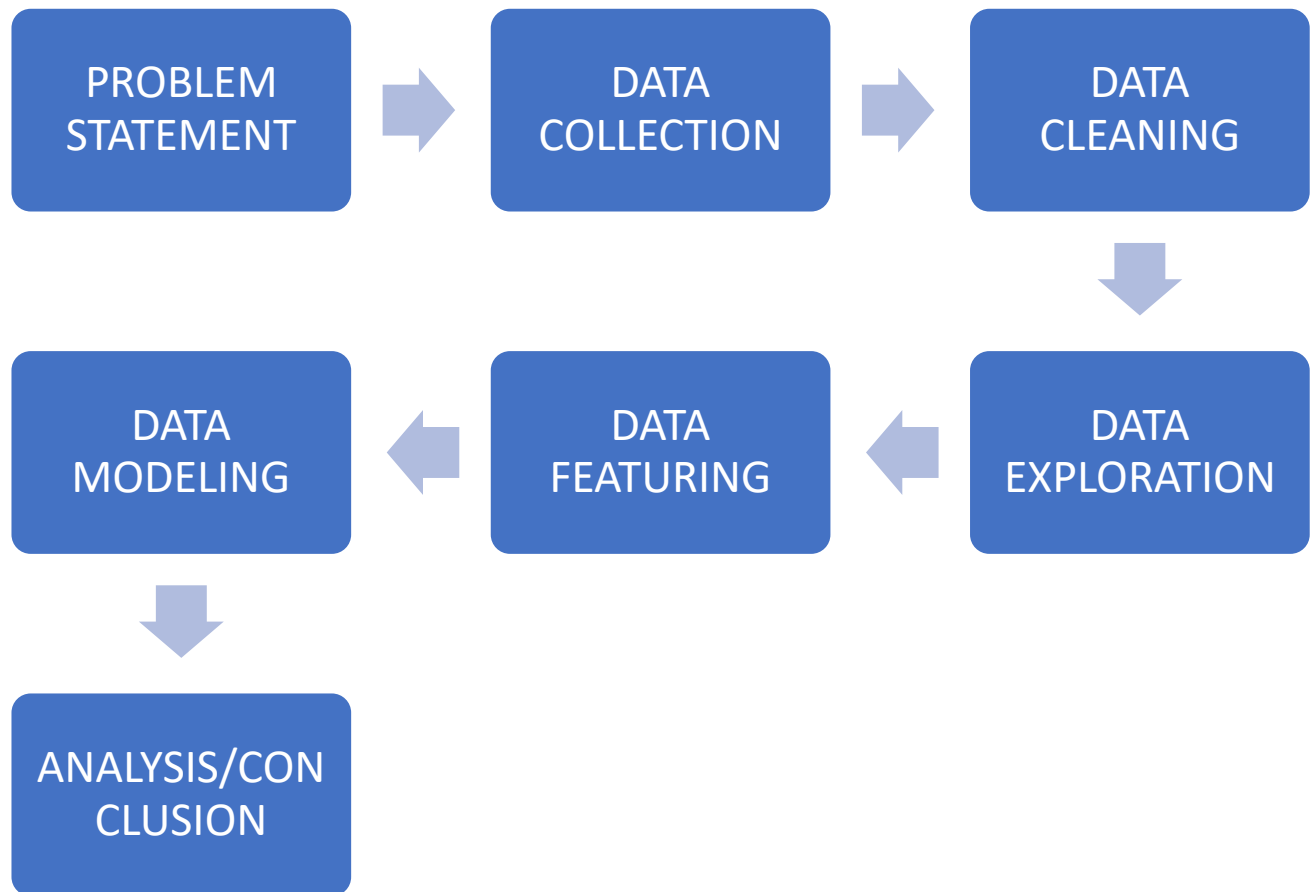 PROBLEM
STATEMENT
DATA
COLLECTION
DATA
CLEANING
DATA
EXPLORATION
DATA
FEATURING
DATA
MODELING
ANALYSIS/CON
CLUSION